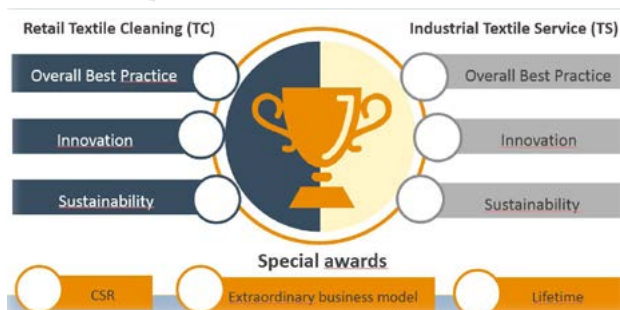 Retail Textile Cleaning (TC)
Industrial Textile Service (TS)
Overall Best Practice
Overall Best Practice
Innovation
Innovation
Sustainability
Sustainability
Special awards
CSR
Extraordinary business model
Lifetime